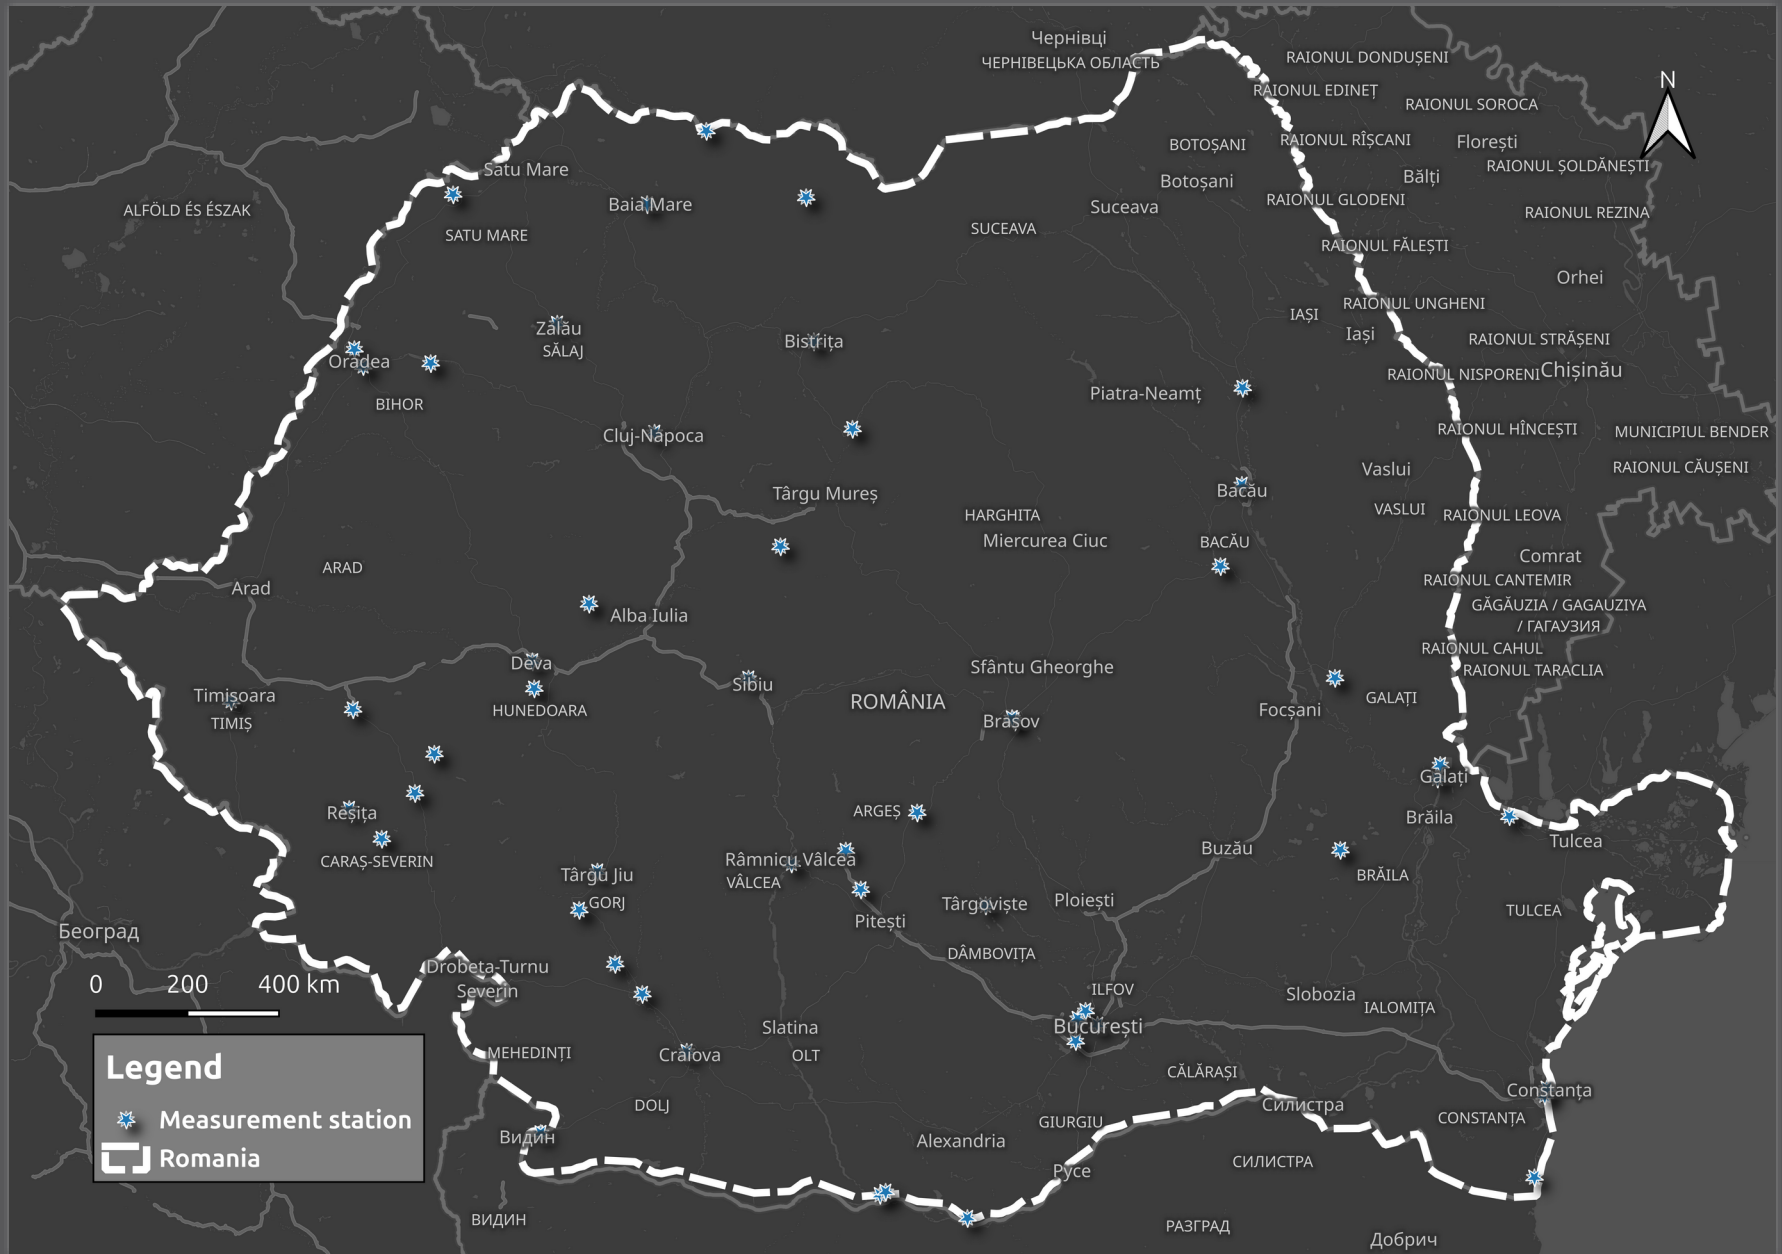 Чернівці
ЧЕРНІВЕЦЬКА ОБЛАСТЬ
RAIONUL DONDUȘENI
N
RAIONUL EDINEȚ
RAIONUL SOROCA
BOTOȘANI
RAIONUL RÎȘCANI
Florești
RAIONUL ȘOLDĂNEȘTI
Satu Mare
Botoșani
Bălți
ALFÖLD ÉS ÉSZAK
Baia Mare
Suceava
RAIONUL GLODENI
RAIONUL REZINA
SATU MARE
SUCEAVA
RAIONUL FĂLEȘTI
Orhei
RAIONUL UNGHENI
IAȘI
Zalău
Iași
RAIONUL STRĂȘENI
SĂLAJ
Bistrița
Oradea
RAIONUL NISPORENI
Chișinău
BIHOR
Piatra-Neamț
Cluj-Napoca
RAIONUL HÎNCEȘTI
MUNICIPIUL BENDER
Vaslui
RAIONUL CĂUȘENI
Târgu Mureș
Bacău
VASLUI
RAIONUL LEOVA
HARGHITA
Miercurea Ciuc
BACĂU
Comrat
ARAD
Arad
RAIONUL CANTEMIR
GĂGĂUZIA / GAGAUZIYA
/ ГАГАУЗИЯ
Alba Iulia
RAIONUL CAHUL
Deva
Sfântu Gheorghe
RAIONUL TARACLIA
Timișoara
Sibiu
ROMÂNIA
GALAȚI
TIMIȘ
HUNEDOARA
Brașov
Focșani
Galați
Reșița
ARGEȘ
Brăila
Tulcea
CARAȘ-SEVERIN
Râmnicu Vâlcea
Buzău
Târgu Jiu
VÂLCEA
BRĂILA
GORJ
Târgoviște
Ploiești
TULCEA
Београд
Pitești
DÂMBOVIȚA
Drobeta-Turnu
Severin
0 200 400 km
ILFOV
Slobozia
IALOMIȚA
Slatina
București
MEHEDINȚI
Craiova
OLT
Legend
CĂLĂRAȘI
Constanța
DOLJ
Силистра
Measurement station
GIURGIU
CONSTANȚA
Видин
Alexandria
Romania
Русе
СИЛИСТРА
ВИДИН
РАЗГРАД
Добрич